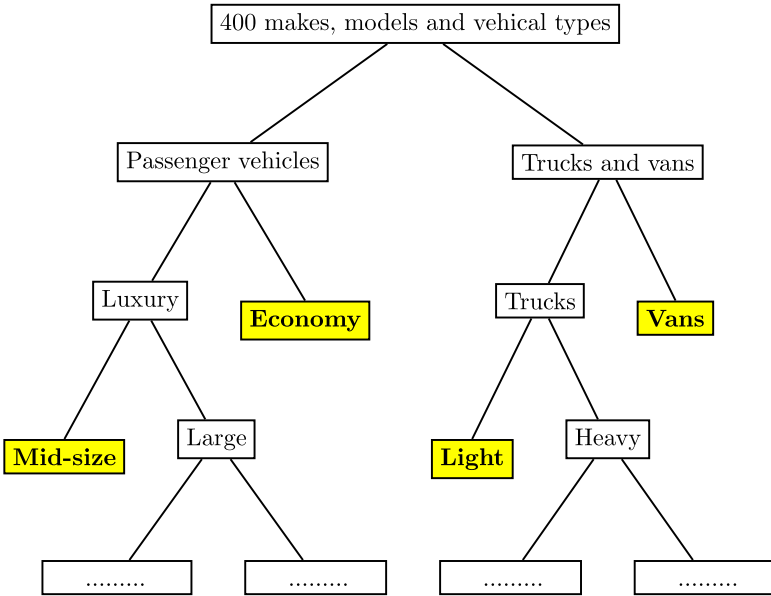 400 makes, models and vehical types
Passenger vehicles
Trucks and vans
Luxury
Economy
Trucks
Vans
Mid-size
Large
Light
Heavy
.........
.........
.........
.........